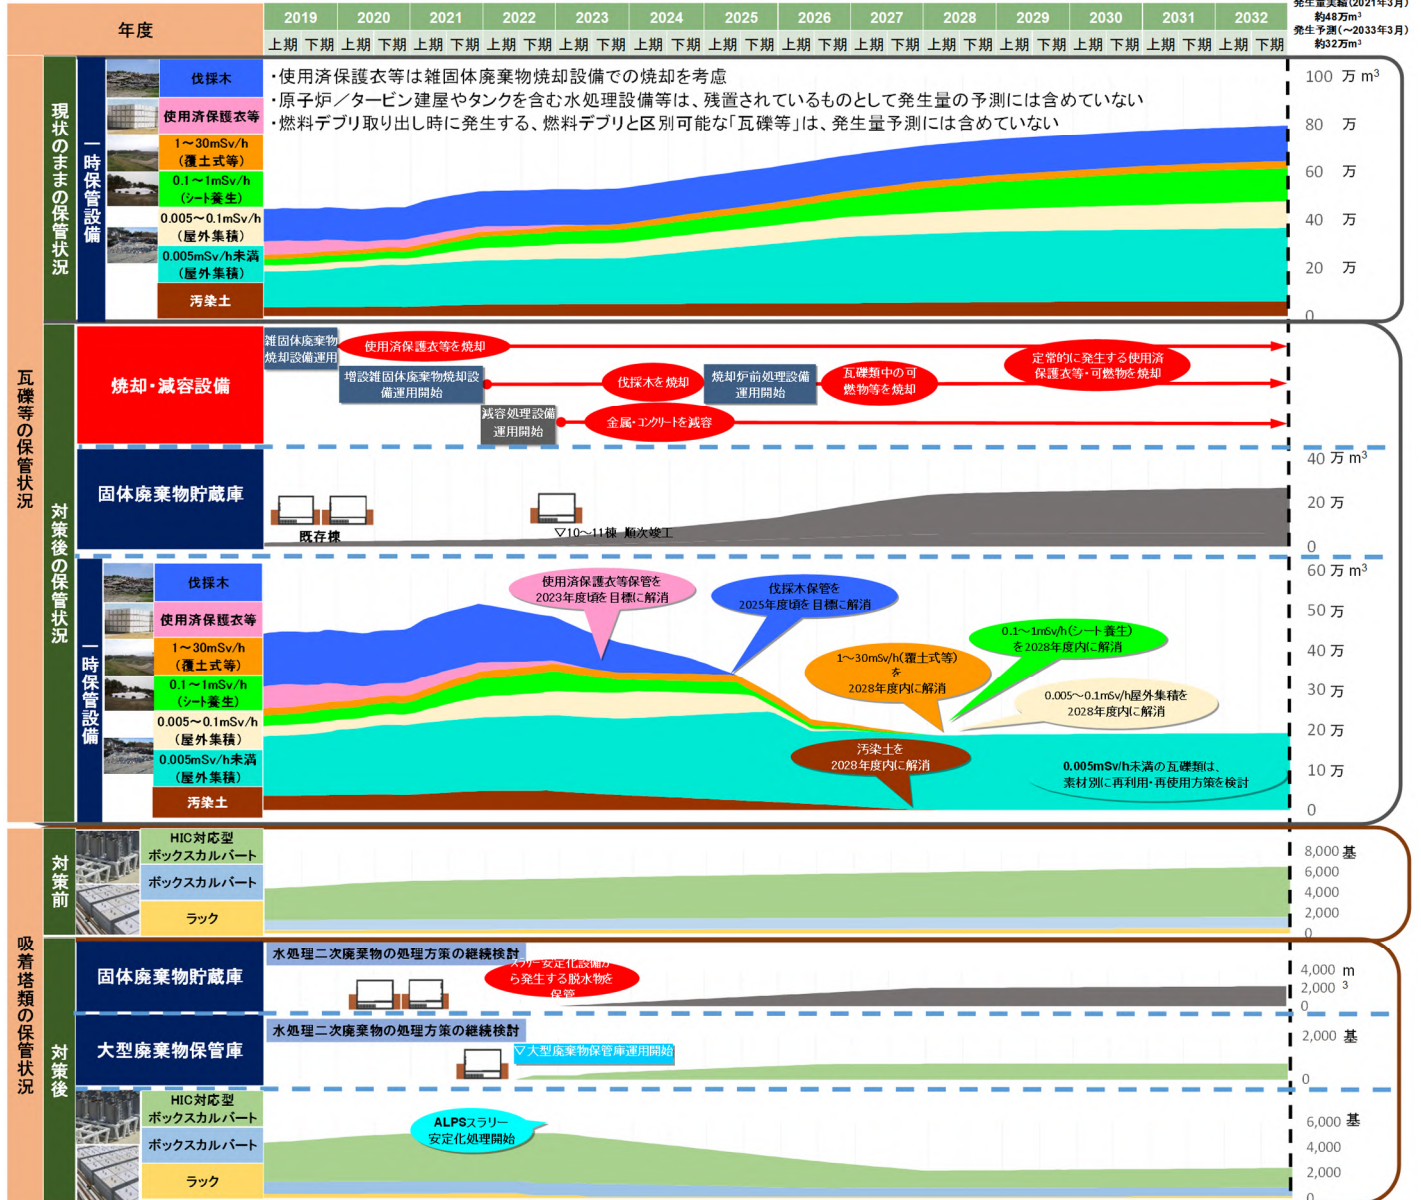 年度
2019 2020 2021 2022 2023 2024 2025 2026 2027 2028 2029 2030 2031 2032
上期 下期 上期 下期 上期 下期 上期 下期 上期 下期 上期 下期 上期 下期 上期 下期 上期 下期 上期 下期 上期 下期 上期 下期 上期 下期 上期 下期
発生量実績(2021年3月)
約48万m³
発生予測(～2033年3月)
約32万m³
瓦礫等の保管状況
現状のままの保管状況
一時保管設備
伐採木
使用済保護衣等
1～30mSv/h
(覆土式等)
0.1～1mSv/h
(シート養生)
0.005～0.1mSv/h
(屋外集積)
0.005mSv/h未満
(屋外集積)
汚染土
・使用済保護衣等は雑固体廃棄物焼却設備での焼却を考慮
・原子炉／タービン建屋やタンクを含む水処理設備等は、残置されているものとして発生量の予測には含めていない
・燃料デブリ取り出し時に発生する、燃料デブリと区別可能な「瓦礫等」は、発生量予測には含めていない
100 万 m³
80 万
60 万
40 万
20 万
0
対策後の保管状況
焼却・減容設備
雑固体廃棄物
焼却設備運用
使用済保護衣等を焼却
増設雑固体廃棄物焼却設
備運用開始
伐採木を焼却
焼却炉前処理設備
運用開始
瓦礫類中の可
燃物等を焼却
定常的に発生する使用済
保護衣等・可燃物を焼却
減容処理設備
運用開始
金属・コンクリートを減容
固体廃棄物貯蔵庫
既存棟
▽10～11棟 順次竣工
40 万 m³
20 万
0
一時保管設備
伐採木
使用済保護衣等
1～30mSv/h
(覆土式等)
0.1～1mSv/h
(シート養生)
0.005～0.1mSv/h
(屋外集積)
0.005mSv/h未満
(屋外集積)
汚染土
使用済保護衣等保管を
2023年度頃を目標に解消
伐採木保管を
2025年度頃を目標に解消
1～30mSv/h(覆土式等)
を
2028年度内に解消
0.1～1mSv/h(シート養生)
を2028年度内に解消
0.005～0.1mSv/h屋外集積を
2028年度内に解消
汚染土を
2028年度内に解消
0.005mSv/h未満の瓦礫類は、
素材別に再利用・再使用方策を検討
60 万 m³
50 万
40 万
30 万
20 万
10 万
0
吸着塔類の保管状況
対策前
HIC対応型
ボックスカルバート
ボックスカルバート
ラック
8,000 基
6,000
4,000
2,000
0
対策後
固体廃棄物貯蔵庫
水処理二次廃棄物の処理方策の継続検討
スラリー安定化設備か
ら発生する脱水物を
保管
4,000 m
3
2,000
0
大型廃棄物保管庫
水処理二次廃棄物の処理方策の継続検討
▽大型廃棄物保管庫運用開始
2,000 基
0
HIC対応型
ボックスカルバート
ボックスカルバート
ラック
ALPSスラリー
安定化処理開始
6,000 基
4,000
2,000
0